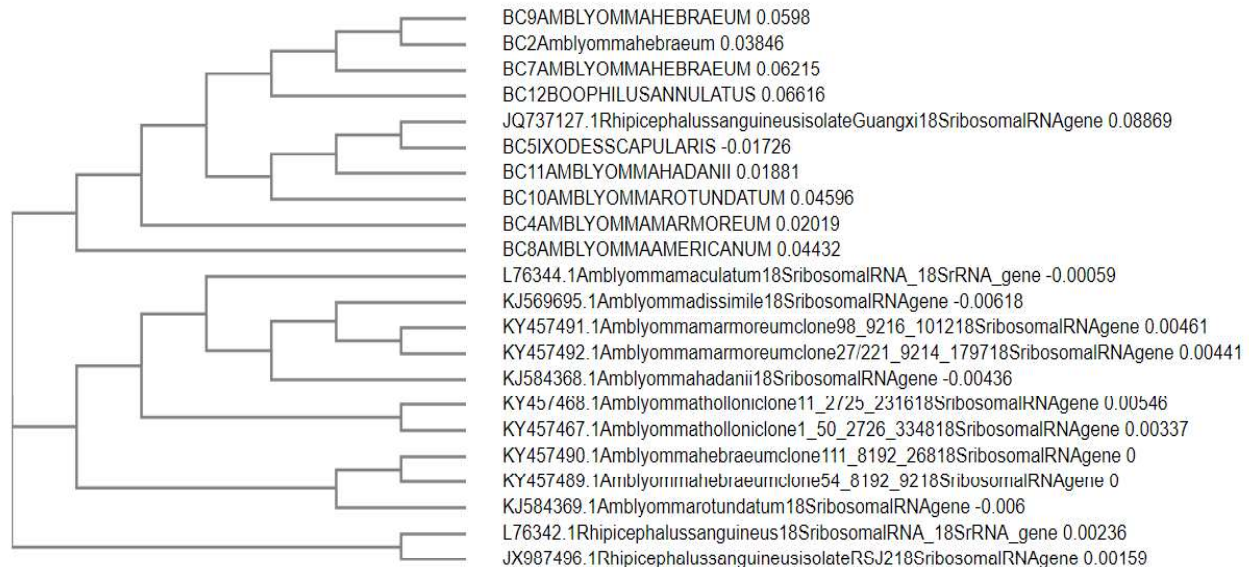 BC9AMBLYOMMAHEBRAEUM 0.0598
BC2Amblyommahebraeum 0.03846
BC7AMBLYOMMAHEBRAEUM 0.06215
BC12BOOPHILUSANNULATUS 0.06616
JQ737127.1RhipicephalussanguineusisolateGuangxi18SribosomalRNAgene 0.08869
BC5IXODESSCAPULARIS -0.01726
BC11AMBLYOMMAHADANII 0.01881
BC10AMBLYOMMAROTUNDATUM 0.04596
BC4AMBLYOMMAMARMOREUM 0.02019
BC8AMBLYOMMAAMERICANUM 0.04432
L76344.1Amblyommamaculatum18SribosomalRNA_18SrRNA_gene -0.00059
KJ569695.1Amblyommadissimile18SribosomalRNAgene -0.00618
KY457491.1Amblyommamarmoreumclone98_9216_101218SribosomalRNAgene 0.00461
KY457492.1Amblyommamarmoreumclone27/221_9214_179718SribosomalRNAgene 0.00441
KJ584368.1Amblyommahadanii18SribosomalRNAgene -0.00436
KY457468.1Amblyommatholloniclone11_2725_231618SribosomalRNAgene 0.00546
KY457467.1Amblyommatholloniclone1_50_2726_334818SribosomalRNAgene 0.00337
KY457490.1Amblyommahebraeumclone111_8192_26818SribosomalRNAgene 0
KY457489.1Amblyommahebraeumclone54_8192_9218SribosomalRNAgene 0
KJ584369.1Amblyommarotundatum18SribosomalRNAgene -0.006
L76342.1Rhipicephalussanguineus18SribosomalRNA_18SrRNA_gene 0.00236
JX987496.1RhipicephalussanguineusisolateRSJ218SribosomalRNAgene 0.00159